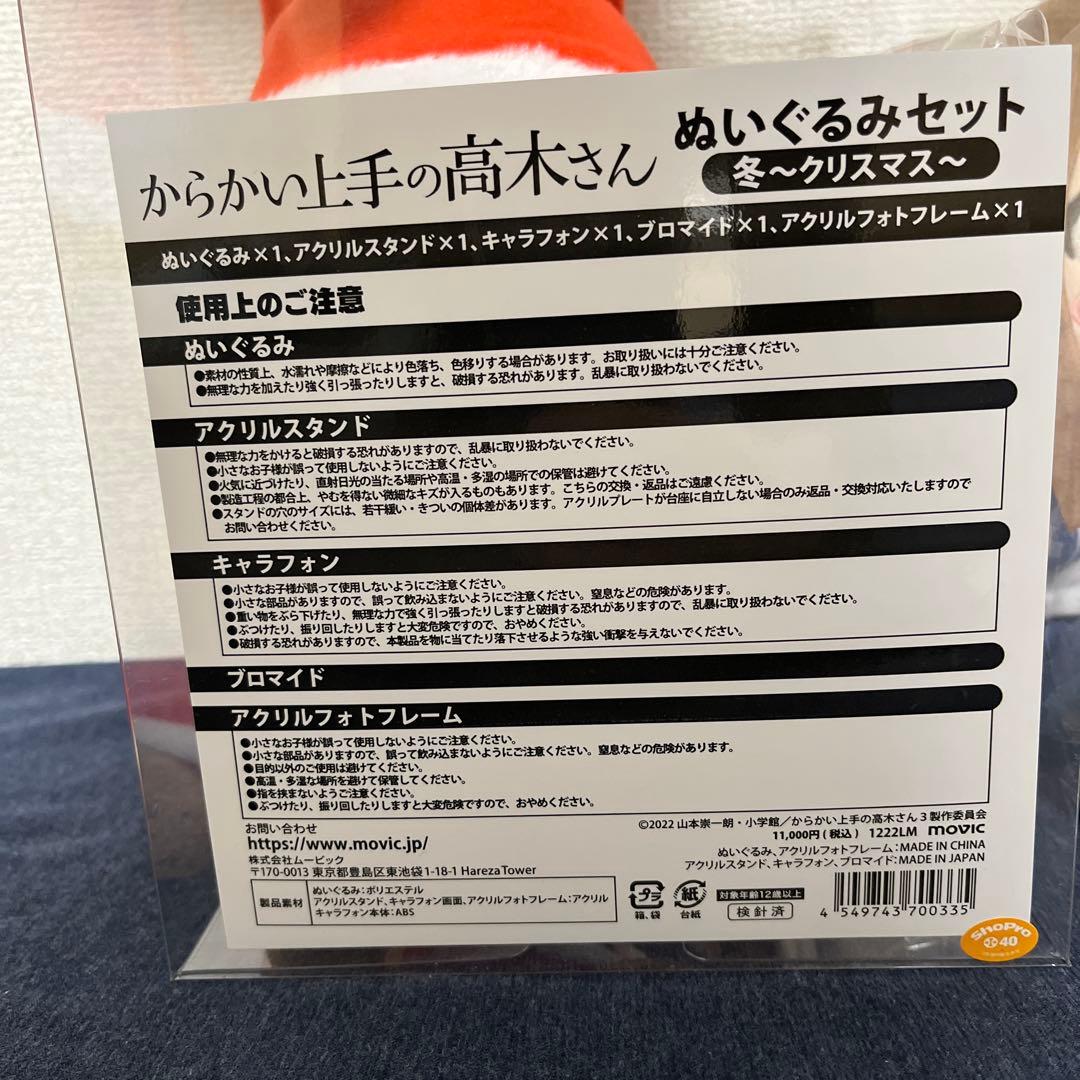 からかい上手の高木さん
ぬいぐるみセット
冬～クリスマス～
ぬいぐるみ×1、アクリルスタンド×1、キャラフォン×1、ブロマイド×1、アクリルフォトフレーム×1
使用上のご注意
ぬいぐるみ
●素材の性質上、水濡れや摩擦などにより色落ち、色移りする場合があります。お取り扱いには十分ご注意ください。
●無理な力を加えたり強く引っ張ったりしますと、破損する恐れがあります。乱暴に取り扱わないでください。
アクリルスタンド
●無理な力をかけると破損する恐れがありますので、乱暴に取り扱わないでください。
●小さなお子様が誤って使用しないようにご注意ください。
●火気に近づけたり、直射日光の当たる場所や高温・多湿の場所での保管は避けてください。
●製造工程の都合上、やむを得ない微細なキズが入るものもあります。こちらの交換・返品はご遠慮ください。
●スタンドの穴のサイズには、若干緩い・きついの個体差があります。アクリルプレートが台座に自立しない場合のみ返品・交換対応いたしますので
お問い合わせください。
キャラフォン
●小さなお子様が誤って使用しないようにご注意ください。
●小さな部品がありますので、誤って飲み込まないようにご注意ください。窒息などの危険があります。
●重い物をぶら下げたり、無理な力で強く引っ張ったりしますと破損する恐れがありますので、乱暴に取り扱わないでください。
●ぶつけたり、振り回したりしますと大変危険ですので、おやめください。
●破損する恐れがありますので、本製品を物に当てたり落下させるような強い衝撃を与えないでください。
ブロマイド
アクリルフォトフレーム
●小さなお子様が誤って使用しないようにご注意ください。
●小さな部品がありますので、誤って飲み込まないようにご注意ください。窒息などの危険があります。
●目的以外のご使用は避けてください。
●高温・多湿な場所を避けて保管してください。
●指を挟まないようご注意ください。
●ぶつけたり、振り回したりしますと大変危険ですので、おやめください。
お問い合わせ
https://www.movic.jp/
株式会社ムービック
〒170-0013 東京都豊島区東池袋1-18-1 Hareza Tower
©2022 山本崇一朗・小学館／からかい上手の高木さん３製作委員会
11,000円（税込） 1222LM movic
ぬいぐるみ、アクリルフォトフレーム：MADE IN CHINA
アクリルスタンド、キャラフォン、ブロマイド：MADE IN JAPAN
製品素材
ぬいぐるみ：ポリエステル
アクリルスタンド、キャラフォン画面、アクリルフォトフレーム：アクリル
キャラフォン本体：ABS
プラ
箱、袋
紙
台紙
対象年齢12歳以上
検針済
4 549743 700335
ShoPro
40